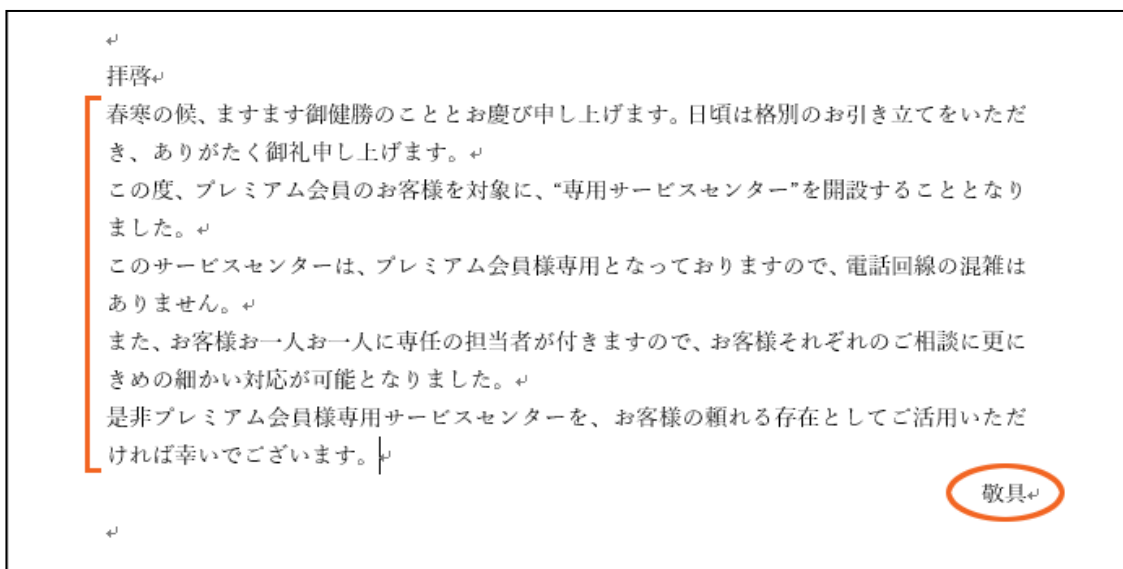 拝啓
春寒の候、ますます御健勝のこととお慶び申し上げます。日頃は格別のお引き立てをいただ
き、ありがたく御礼申し上げます。
この度、プレミアム会員のお客様を対象に、“専用サービスセンター”を開設することとなり
ました。
このサービスセンターは、プレミアム会員様専用となっておりますので、電話回線の混雑は
ありません。
また、お客様お一人お一人に専任の担当者が付きますので、お客様それぞれのご相談に更に
きめの細かい対応が可能となりました。
是非プレミアム会員様専用サービスセンターを、お客様の頼れる存在としてご活用いただ
ければ幸いでございます。
敬具